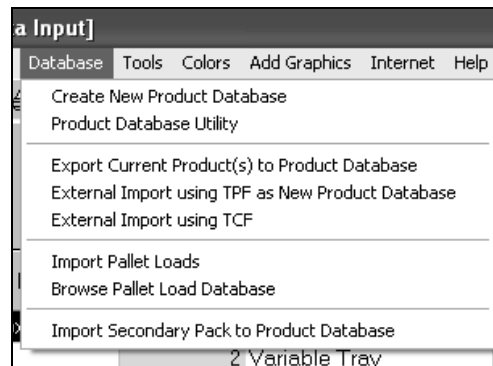 a Input]
Database Tools Colors Add Graphics Internet Help
Create New Product Database
Product Database Utility
Export Current Product(s) to Product Database
External Import using TPF as New Product Database
External Import using TCF
Import Pallet Loads
Browse Pallet Load Database
Import Secondary Pack to Product Database
2 Variable Tray